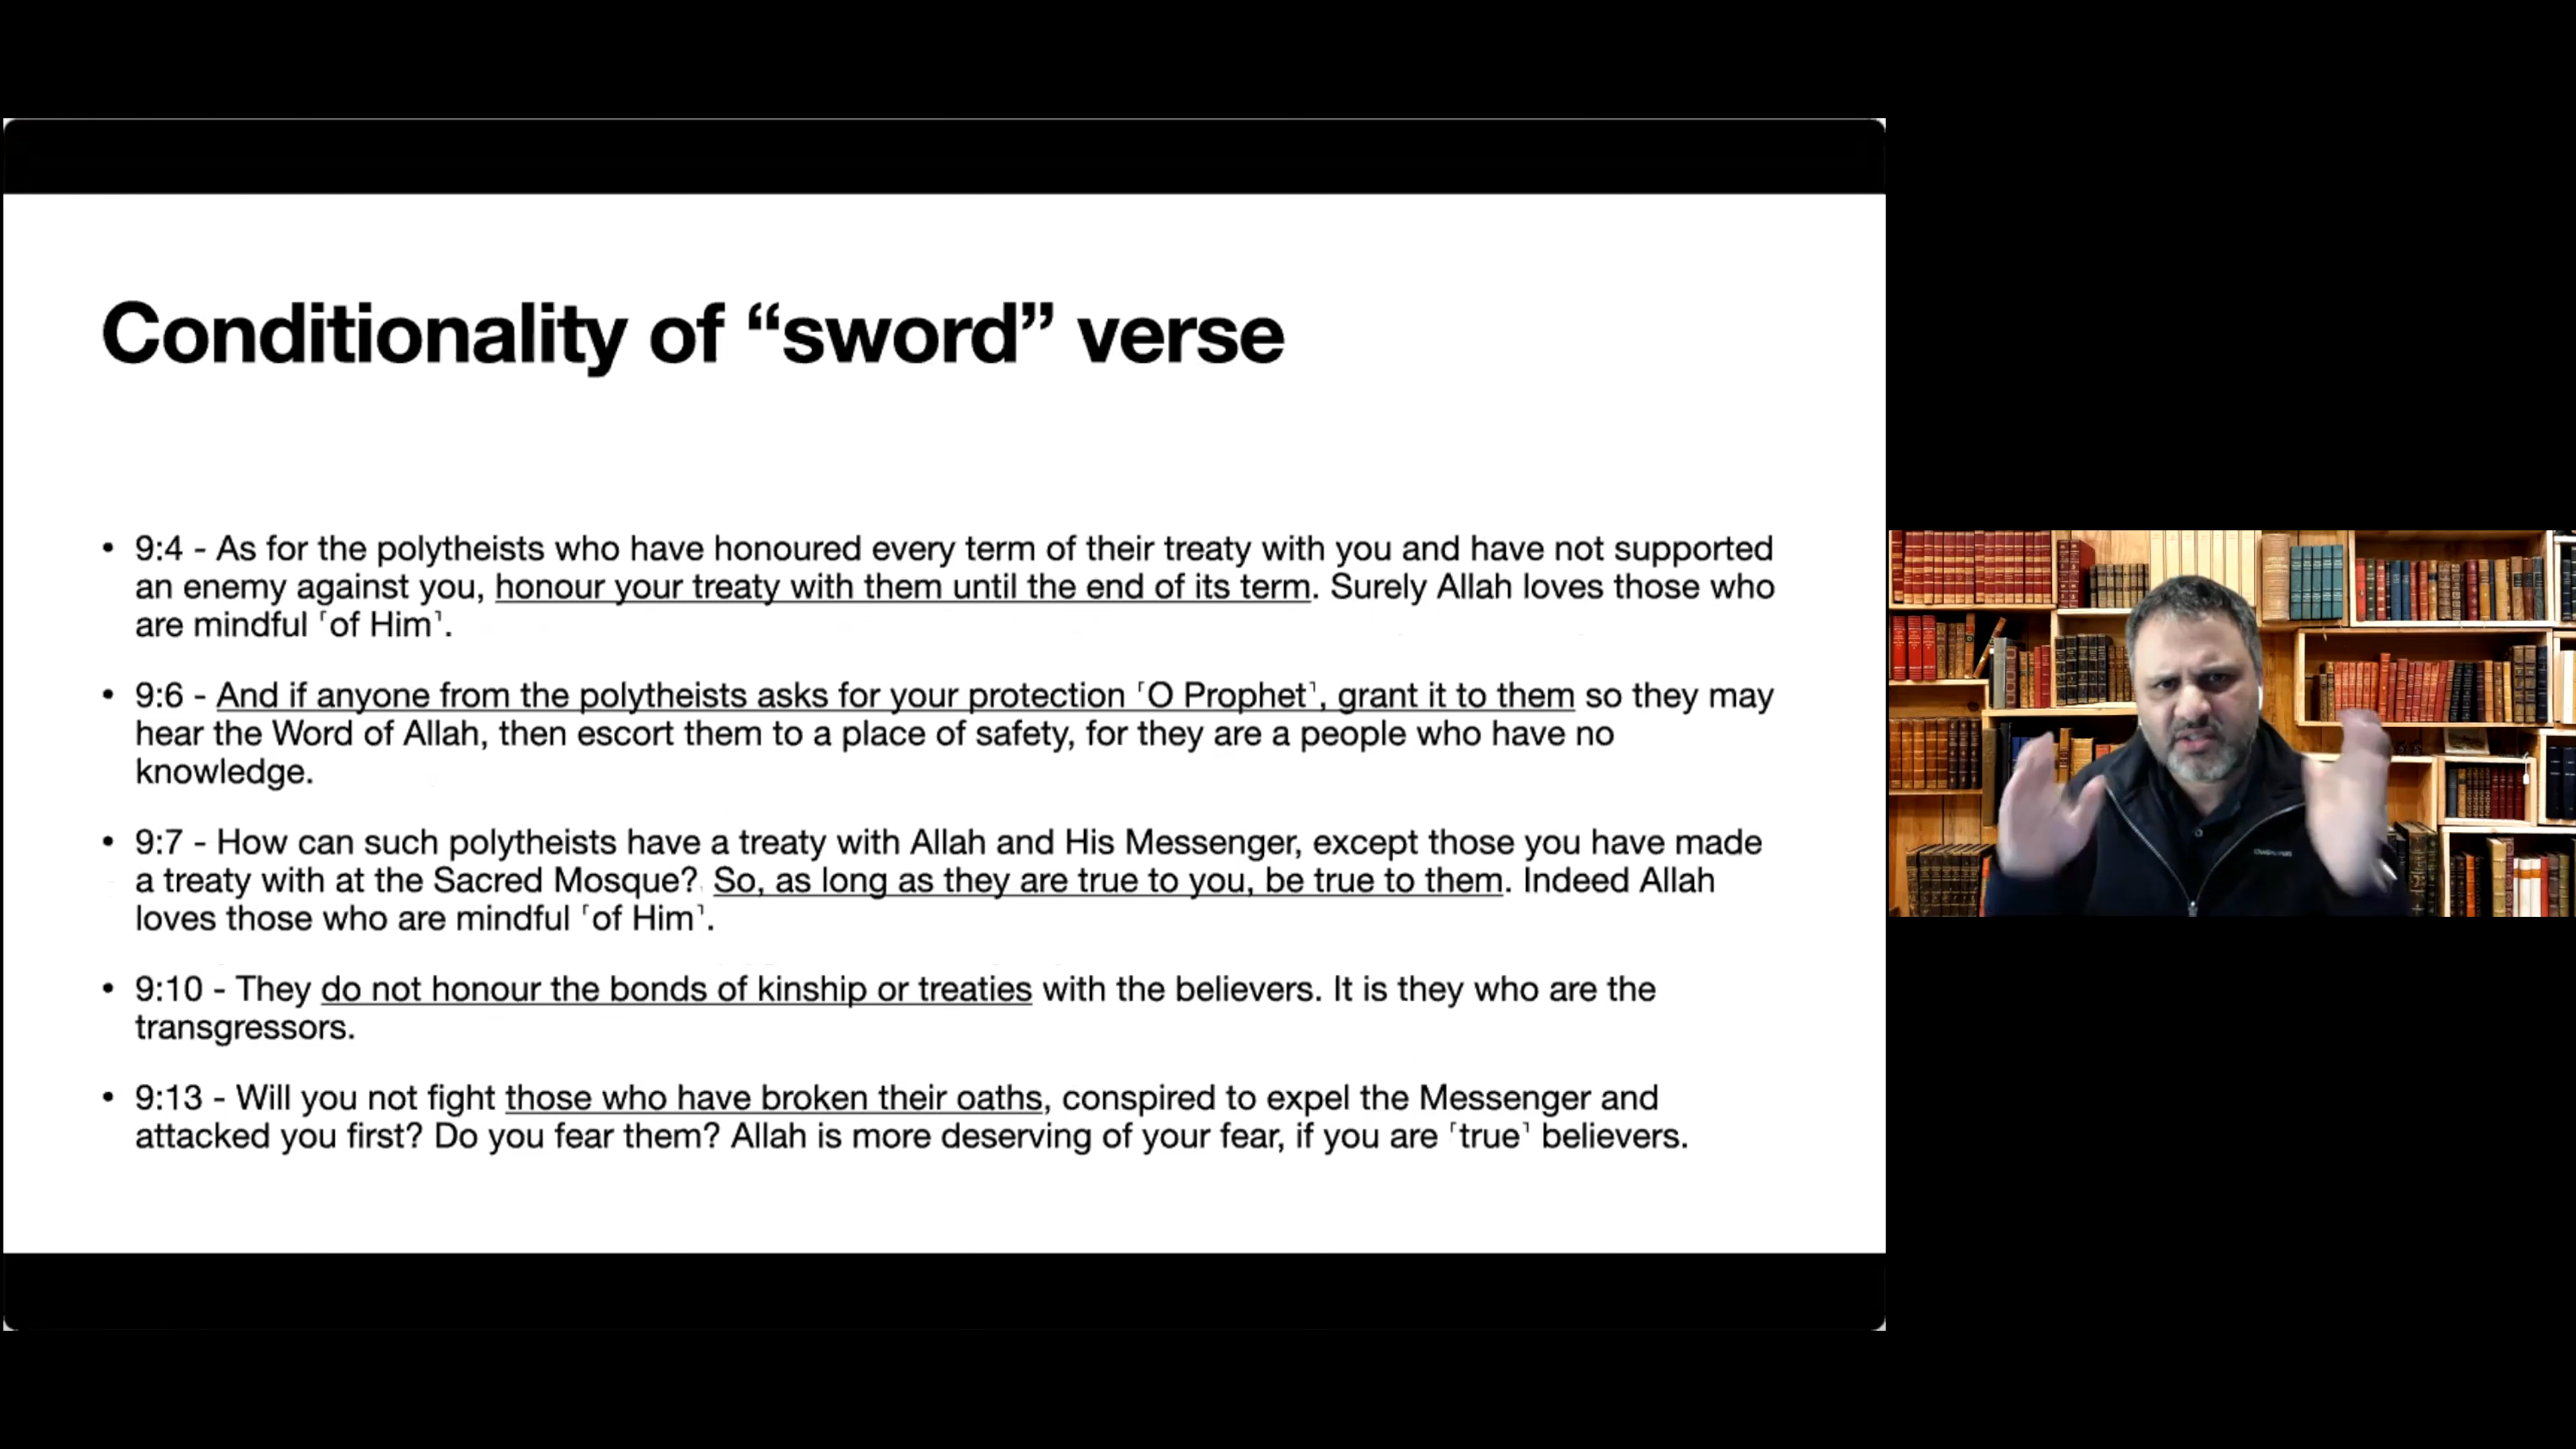 Conditionality of “sword” verse
• 9:4 - As for the polytheists who have honoured every term of their treaty with you and have not supported
an enemy against you, honour your treaty with them until the end of its term. Surely Allah loves those who
are mindful ˹of Him˺.
• 9:6 - And if anyone from the polytheists asks for your protection ˹O Prophet˺, grant it to them so they may
hear the Word of Allah, then escort them to a place of safety, for they are a people who have no
knowledge.
• 9:7 - How can such polytheists have a treaty with Allah and His Messenger, except those you have made
a treaty with at the Sacred Mosque? So, as long as they are true to you, be true to them. Indeed Allah
loves those who are mindful ˹of Him˺.
• 9:10 - They do not honour the bonds of kinship or treaties with the believers. It is they who are the
transgressors.
• 9:13 - Will you not fight those who have broken their oaths, conspired to expel the Messenger and
attacked you first? Do you fear them? Allah is more deserving of your fear, if you are ˹true˺ believers.